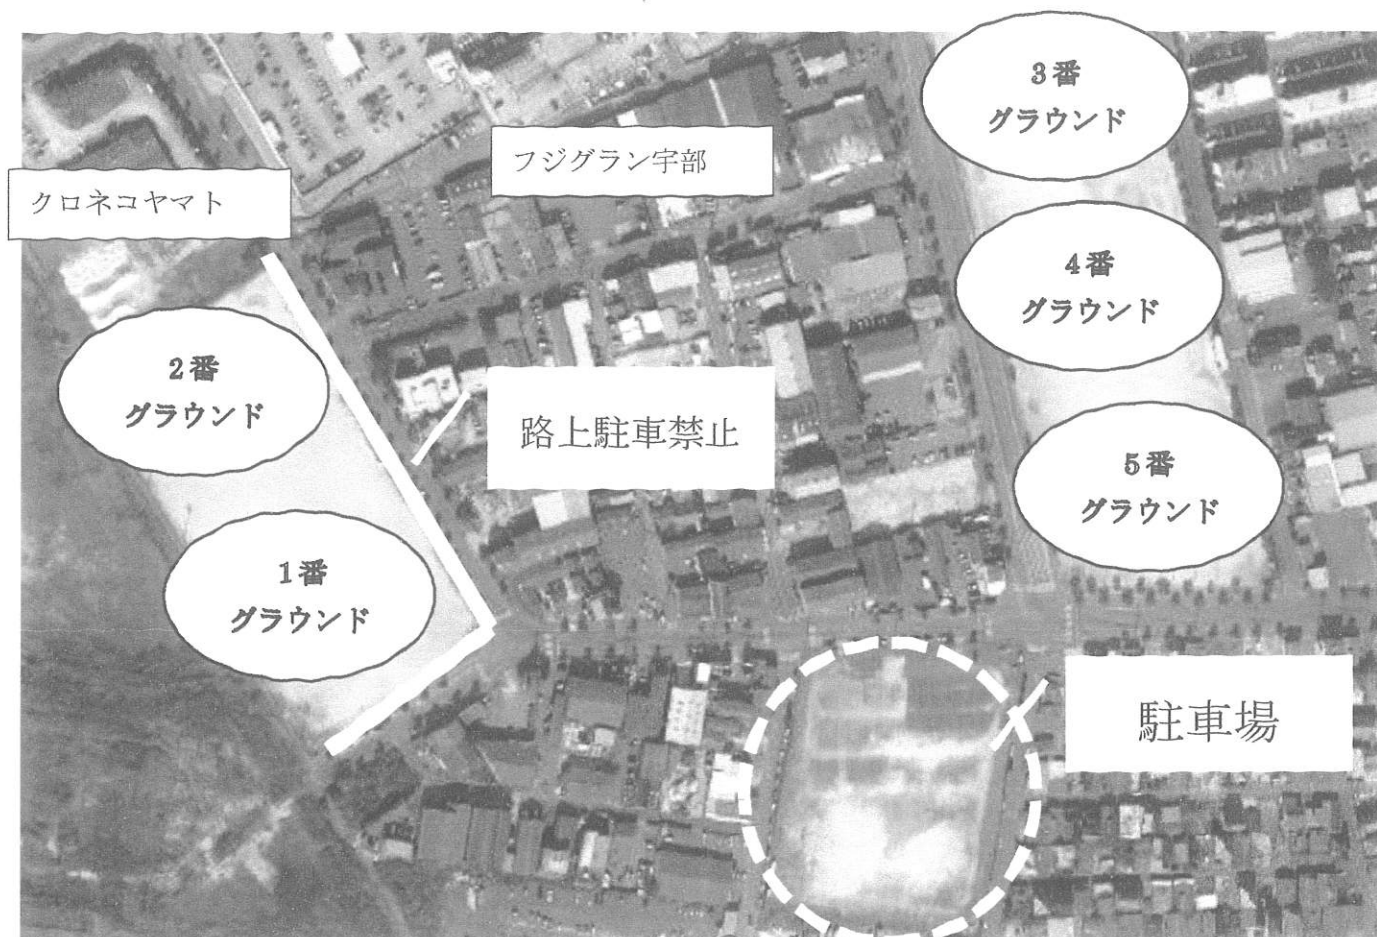 3番
グラウンド
フジグラン宇部
クロネコヤマト
4番
グラウンド
2番
グラウンド
路上駐車禁止
5番
グラウンド
1番
グラウンド
駐車場